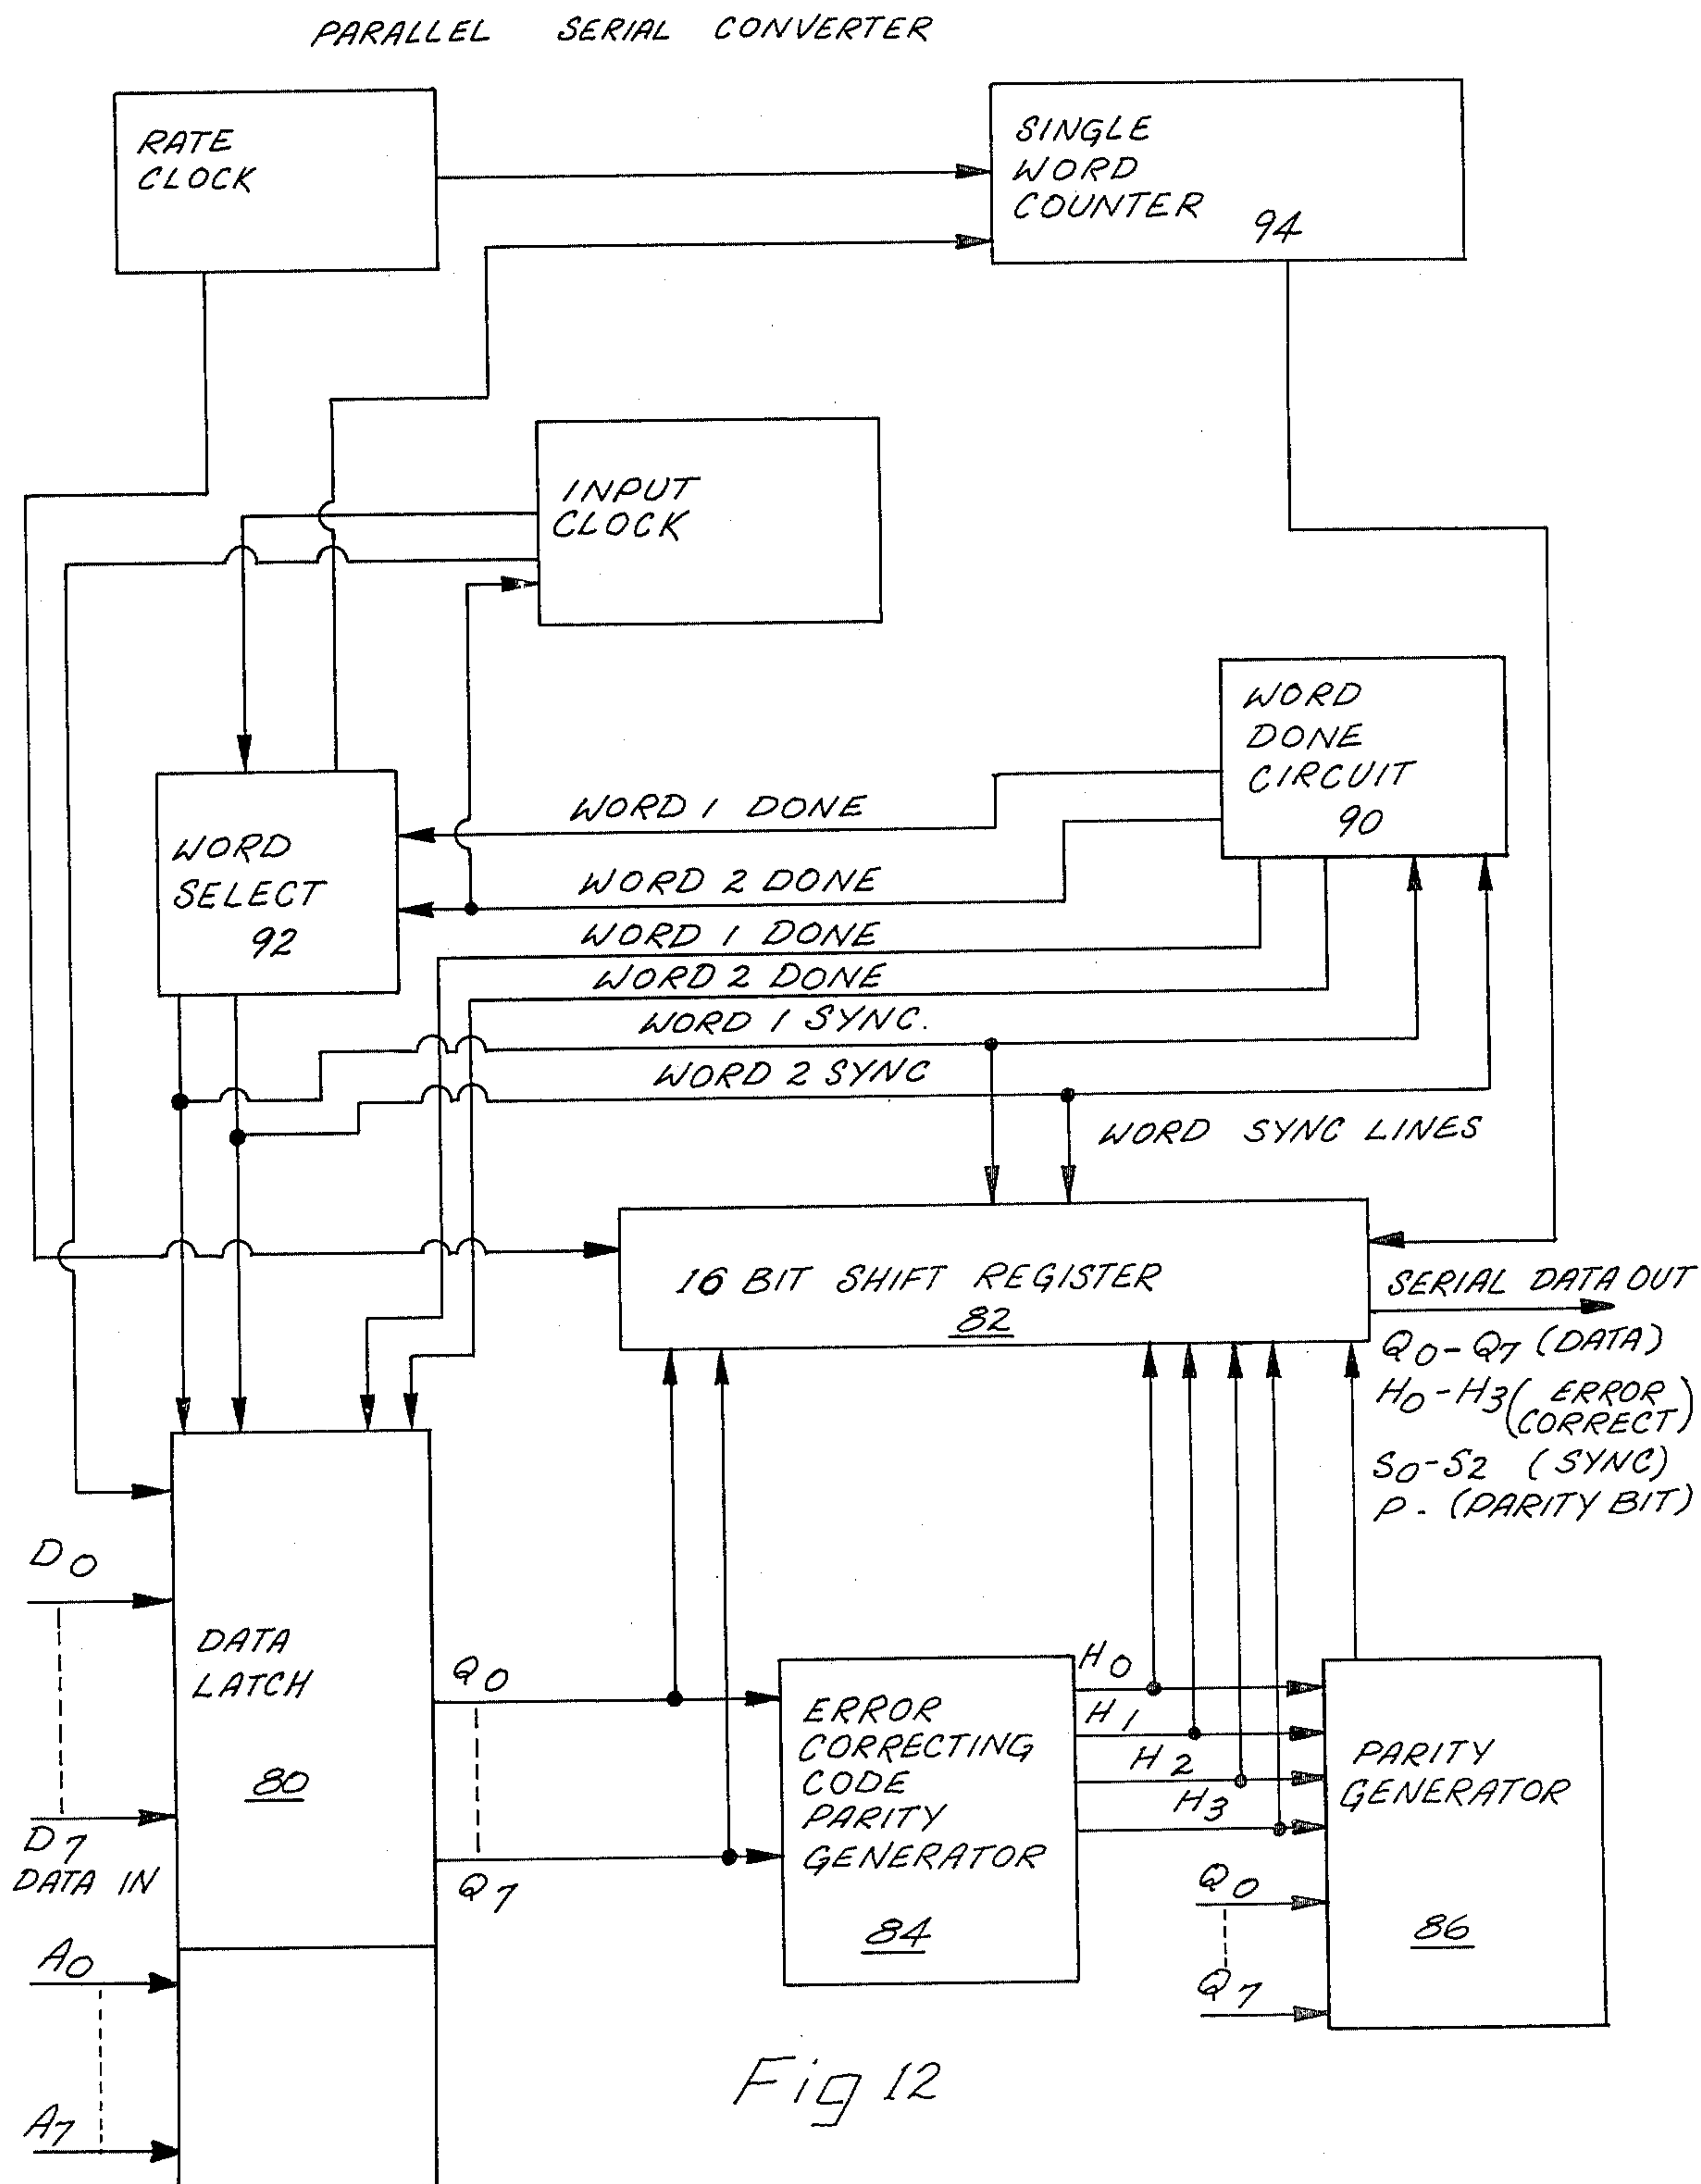 PARALLEL SERIAL CONVERTER
RATE
CLOCK
SINGLE
WORD
COUNTER
94
INPUT
CLOCK
WORD
DONE
CIRCUIT
90
WORD
SELECT
92
WORD 1 DONE
WORD 2 DONE
WORD 1 DONE
WORD 2 DONE
WORD 1 SYNC.
WORD 2 SYNC
WORD SYNC LINES
16 BIT SHIFT REGISTER
82
SERIAL DATA OUT
Q0-Q7 (DATA)
H0-H3 (ERROR
CORRECT)
S0-S2 (SYNC)
P. (PARITY BIT)
D0
D7
DATA IN
A0
A7
DATA
LATCH
80
Q0
Q7
ERROR
CORRECTING
CODE
PARITY
GENERATOR
84
H0
H1
H2
H3
Q0
Q7
PARITY
GENERATOR
86
Fig 12